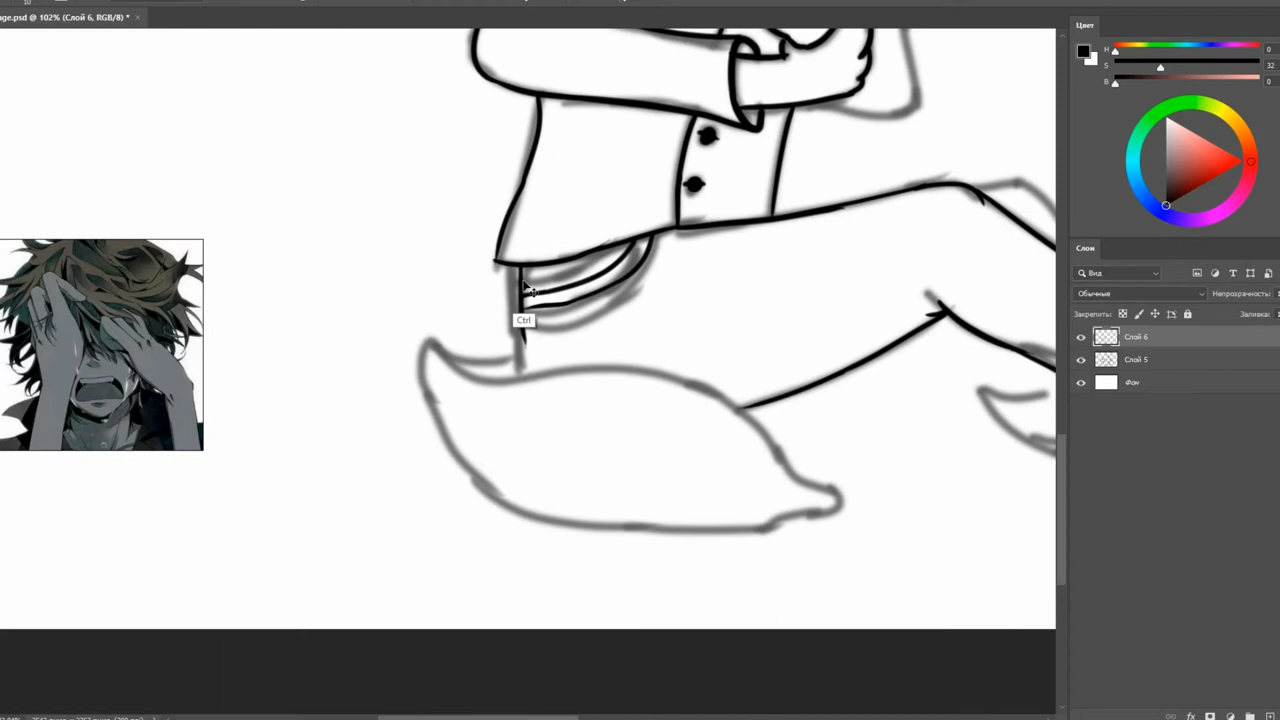 age.psd @ 102% (Слой 6, RGB/8) *
×
Цвет
H
0
S
32
B
0
Ctrl
Слои
Вид
Обычные
Непрозрачность:
Закрепить:
Заливка:
Слой 6
Слой 5
Фон
fx